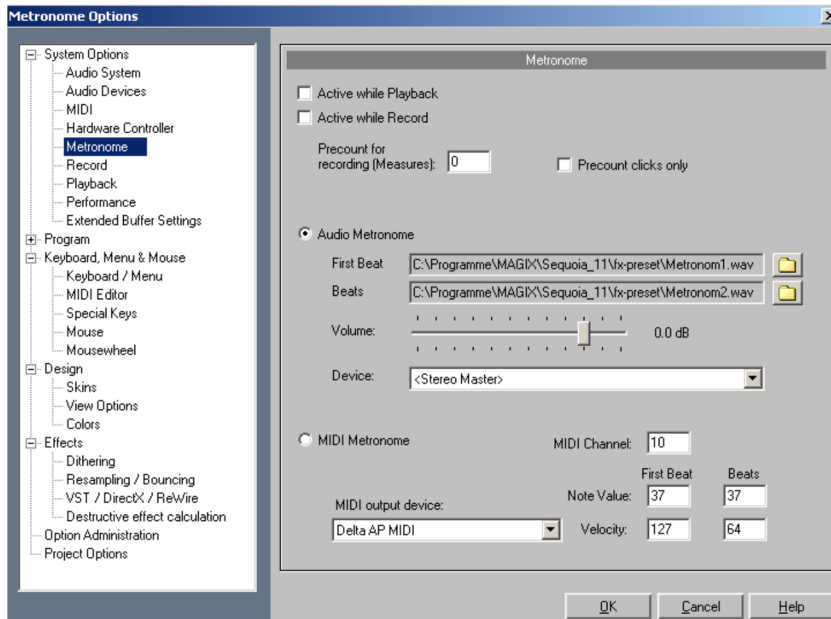 Metronome Options
System Options
Audio System
Audio Devices
MIDI
Hardware Controller
Metronome
Record
Playback
Performance
Extended Buffer Settings
Program
Keyboard, Menu & Mouse
Keyboard / Menu
MIDI Editor
Special Keys
Mouse
Mousewheel
Design
Skins
View Options
Colors
Effects
Dithering
Resampling / Bouncing
VST / DirectX / ReWire
Destructive effect calculation
Option Administration
Project Options
Metronome
Active while Playback
Active while Record
Precount for
recording (Measures): 0
Precount clicks only
Audio Metronome
First Beat C:\Programme\MAGIX\Sequoia_11\fx-preset\Metronom1.wav
Beats C:\Programme\MAGIX\Sequoia_11\fx-preset\Metronom2.wav
Volume: 0.0 dB
Device: <Stereo Master>
MIDI Metronome
MIDI Channel: 10
First Beat Beats
Note Value: 37 37
MIDI output device:
Delta AP MIDI
Velocity: 127 64
OK Cancel Help